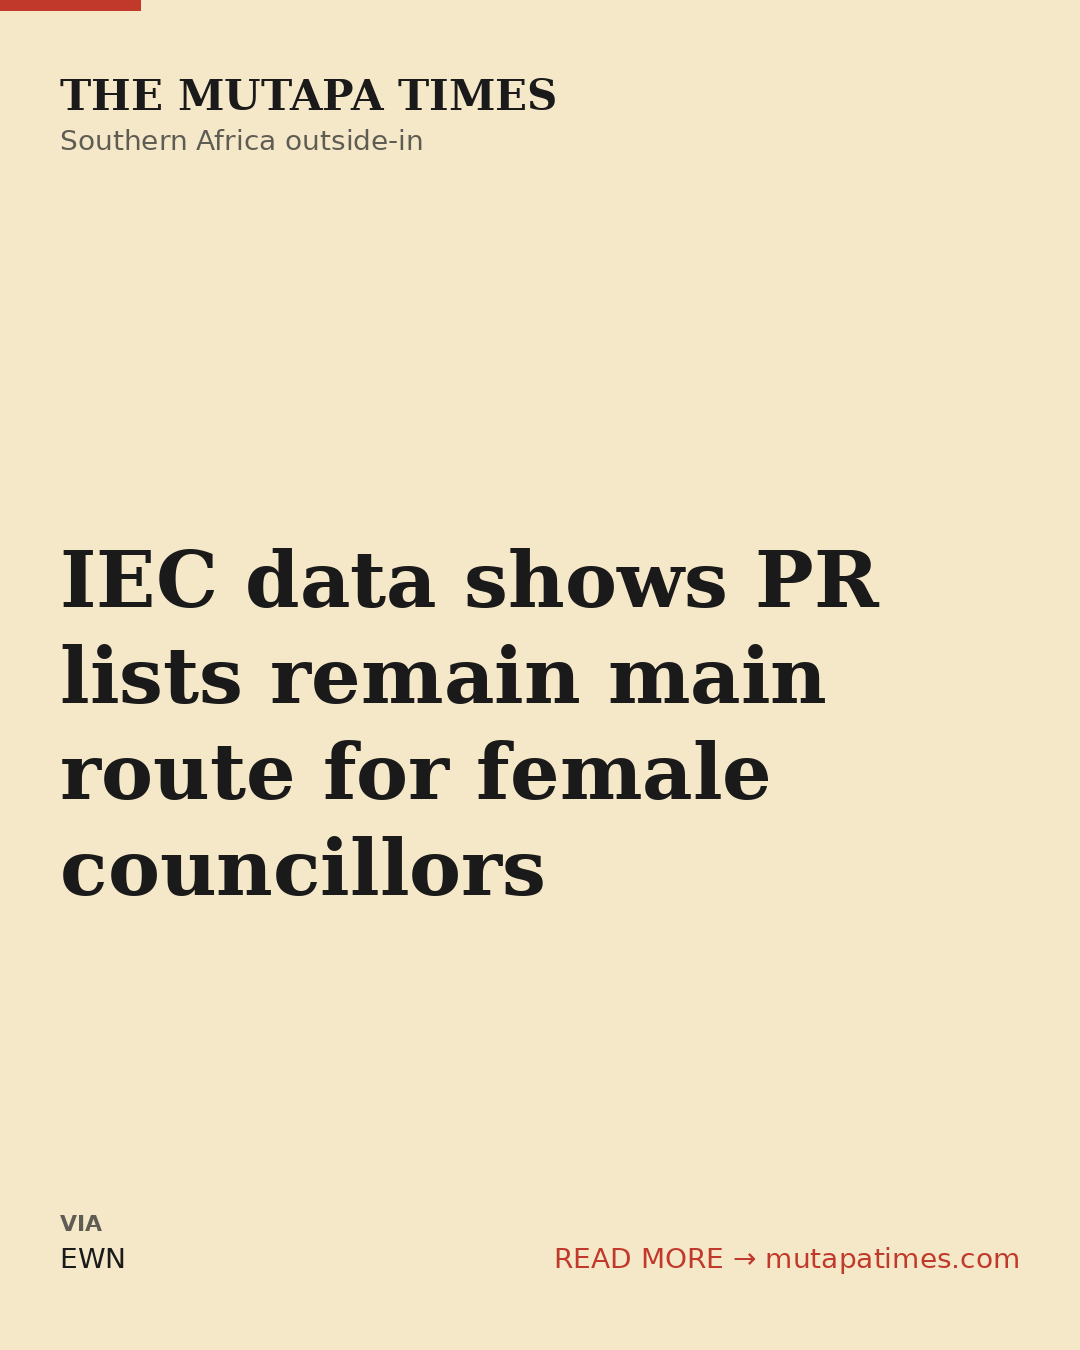 THE MUTAPA TIMES
Southern Africa outside-in
IEC data shows PR
lists remain main
route for female
councillors
VIA
EWN
READ MORE → mutapatimes.com